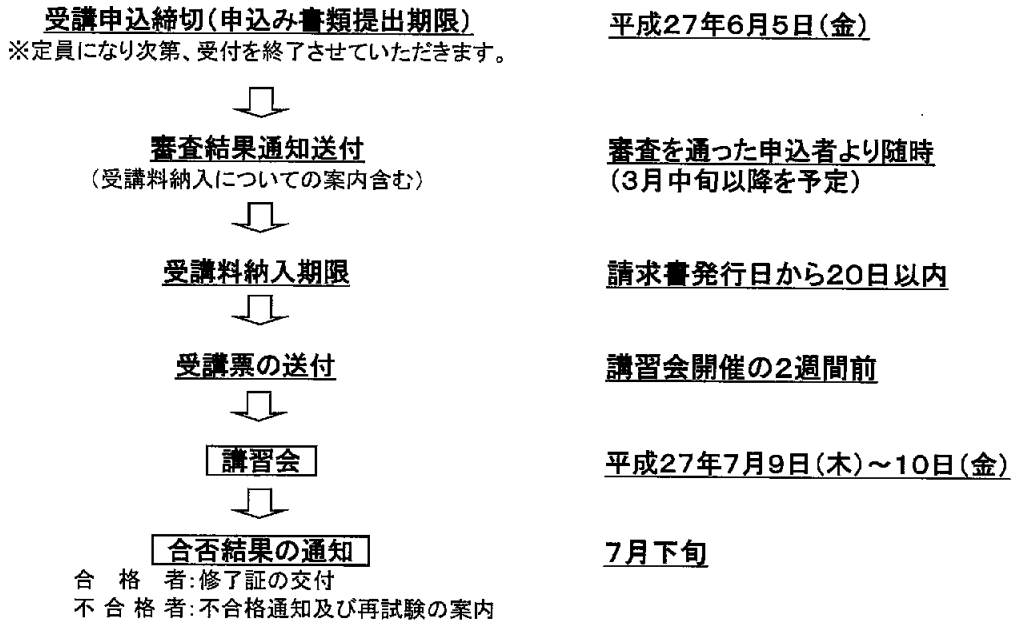 受講申込締切(申込み書類提出期限) 平成27年6月5日(金)
※定員になり次第、受付を終了させていただきます。
審査結果通知送付 審査を通った申込者より随時
(受講料納入についての案内含む) (3月中旬以降を予定)
受講料納入期限 請求書発行日から20日以内
受講票の送付 講習会開催の2週間前
講習会 平成27年7月9日(木)~10日(金)
合否結果の通知 7月下旬
合格者:修了証の交付
不合格者:不合格通知及び再試験の案内